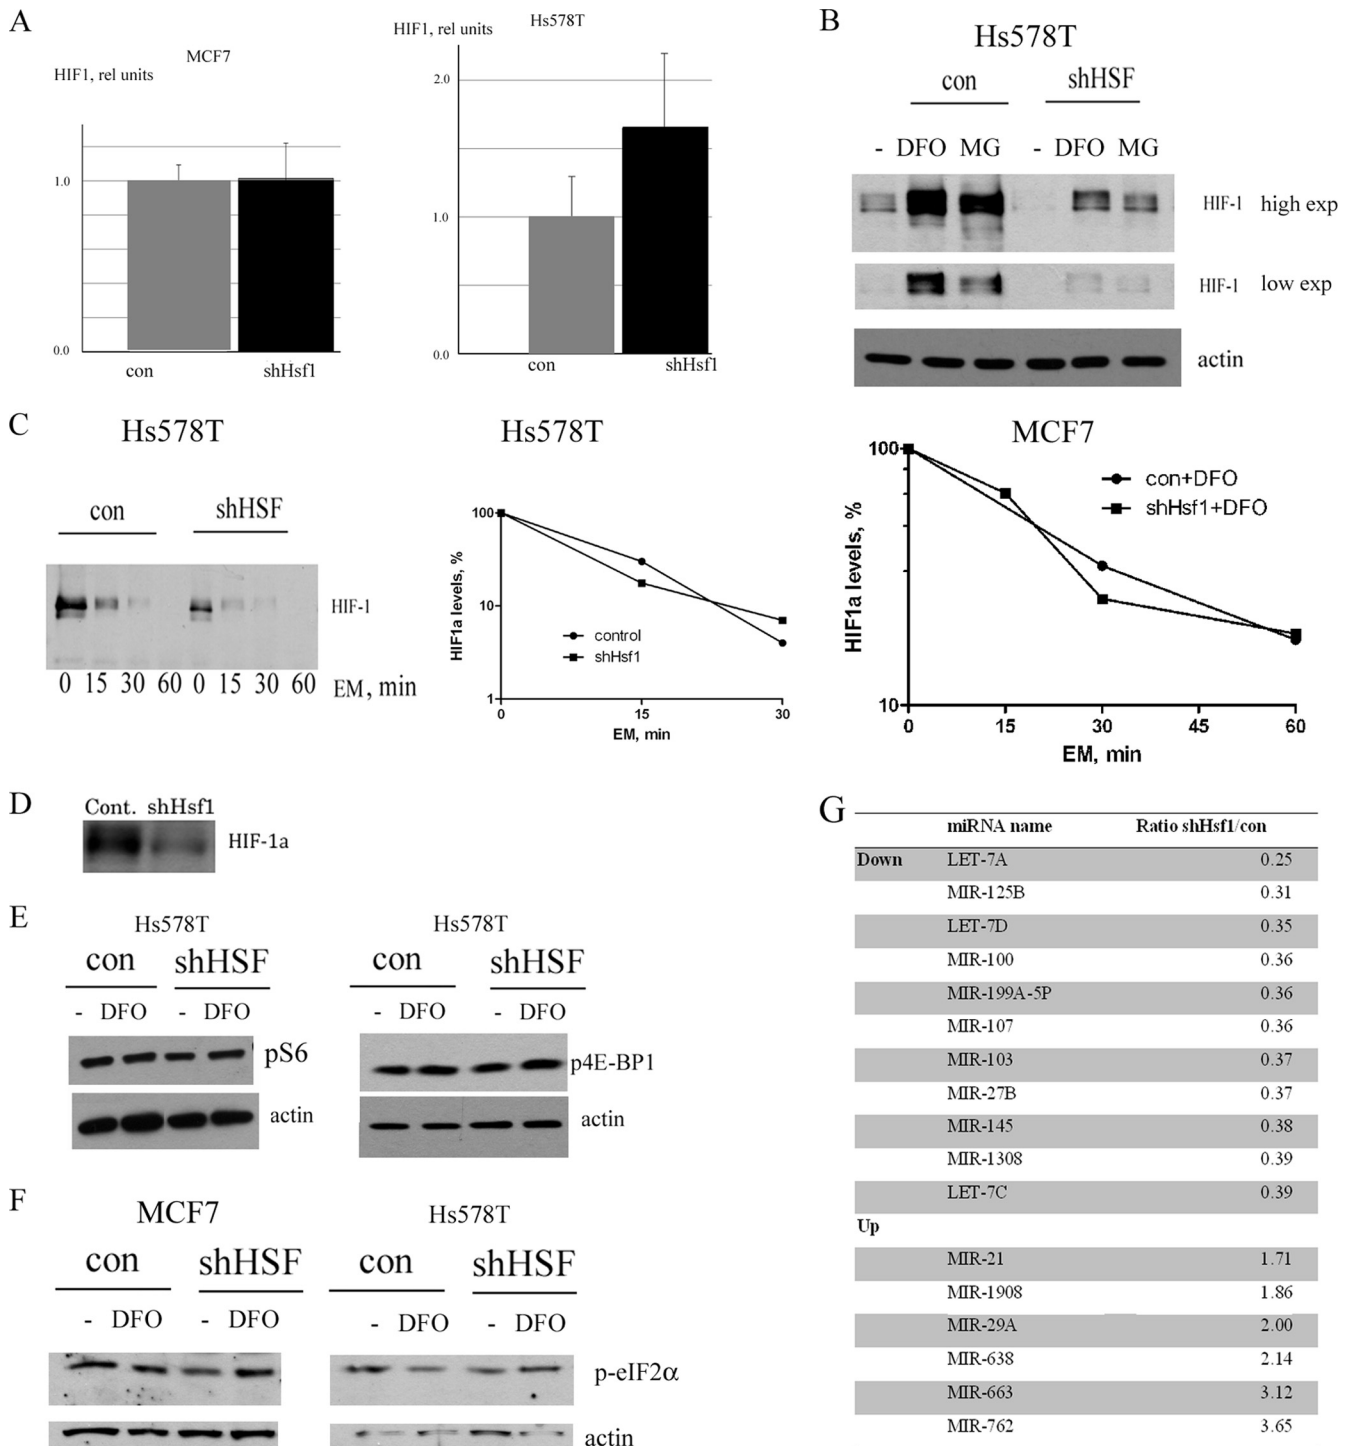 A
HIF1, rel units
MCF7
1.0
0.0
con
shHsf1
HIF1, rel units
Hs578T
2.0
1.0
0.0
con
shHsf1
B
Hs578T
con
shHSF
- DFO MG - DFO MG
HIF-1 high exp
HIF-1 low exp
actin
C
Hs578T
con
shHSF
HIF-1
0 15 30 60 0 15 30 60 EM, min
Hs578T
HIF1a levels, %
100
10
1
control
shHsf1
0 15 30
EM, min
MCF7
HIF1a levels, %
100
10
con+DFO
shHsf1+DFO
0 15 30 45 60
EM, min
D
Cont. shHsf1
HIF-1a
E
Hs578T
con shHSF
- DFO - DFO
pS6
actin
Hs578T
con shHSF
- DFO - DFO
p4E-BP1
actin
F
MCF7
con shHSF
- DFO - DFO
Hs578T
con shHSF
- DFO - DFO
p-eIF2α
actin
G
miRNA name Ratio shHsf1/con
Down LET-7A 0.25
MIR-125B 0.31
LET-7D 0.35
MIR-100 0.36
MIR-199A-5P 0.36
MIR-107 0.36
MIR-103 0.37
MIR-27B 0.37
MIR-145 0.38
MIR-1308 0.39
LET-7C 0.39
Up
MIR-21 1.71
MIR-1908 1.86
MIR-29A 2.00
MIR-638 2.14
MIR-663 3.12
MIR-762 3.65